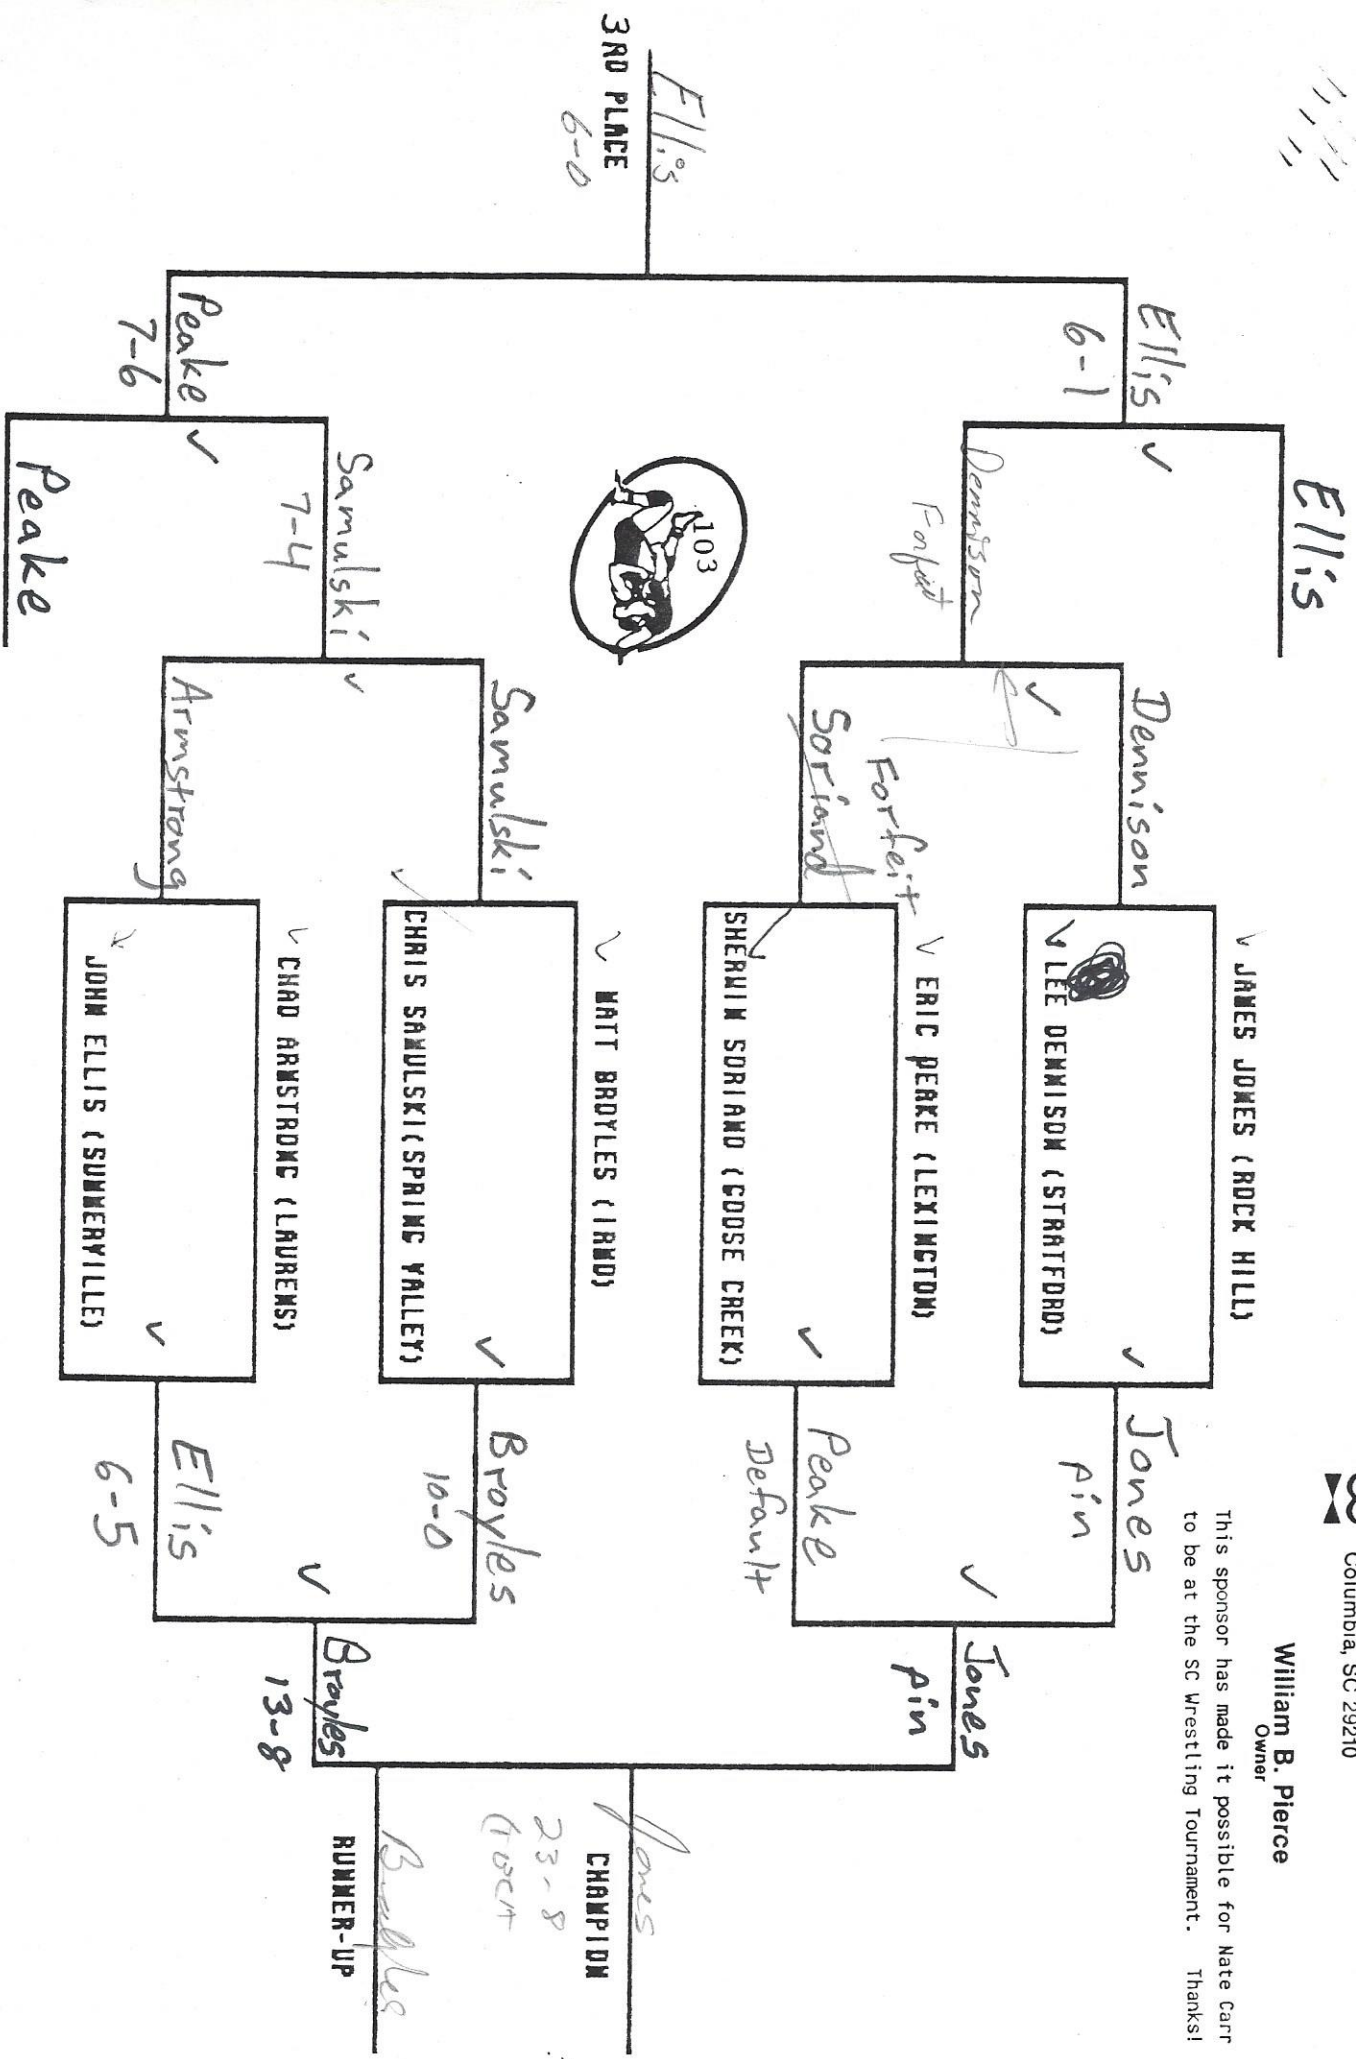 Columbia, SC 29210
William B. Pierce
Owner
This sponsor has made it possible for Nate Carr
to be at the SC Wrestling Tournament. Thanks!
Ellis
Ellis
6-1
Dennison
Forfeit
Dennison
✓ JAMES JONES (ROCK HILL)
✓ LEE DENNISON (STRATFORD)
Jones
pin
Forfeit
Soriano
✓ ERIC PEAKE (LEXINGTON)
SHERWIN SORIANO (GOOSE CREEK)
Peake
Default
Jones
pin
103
Ellis
3RD PLACE
6-0
Jones
CHAMPION
23-8
Samulski
✓ MATT BROYLES (IRMO)
CHRIS SAMULSKI (SPRING VALLEY)
Broyles
10-0
Samulski
7-4
Broyles
13-8
Broyles
RUNNER-UP
Peake
7-6
Armstrong
✓ CHAD ARMSTRONG (LAURENS)
JOHN ELLIS (SUMMERVILLE)
Ellis
6-5
Peake